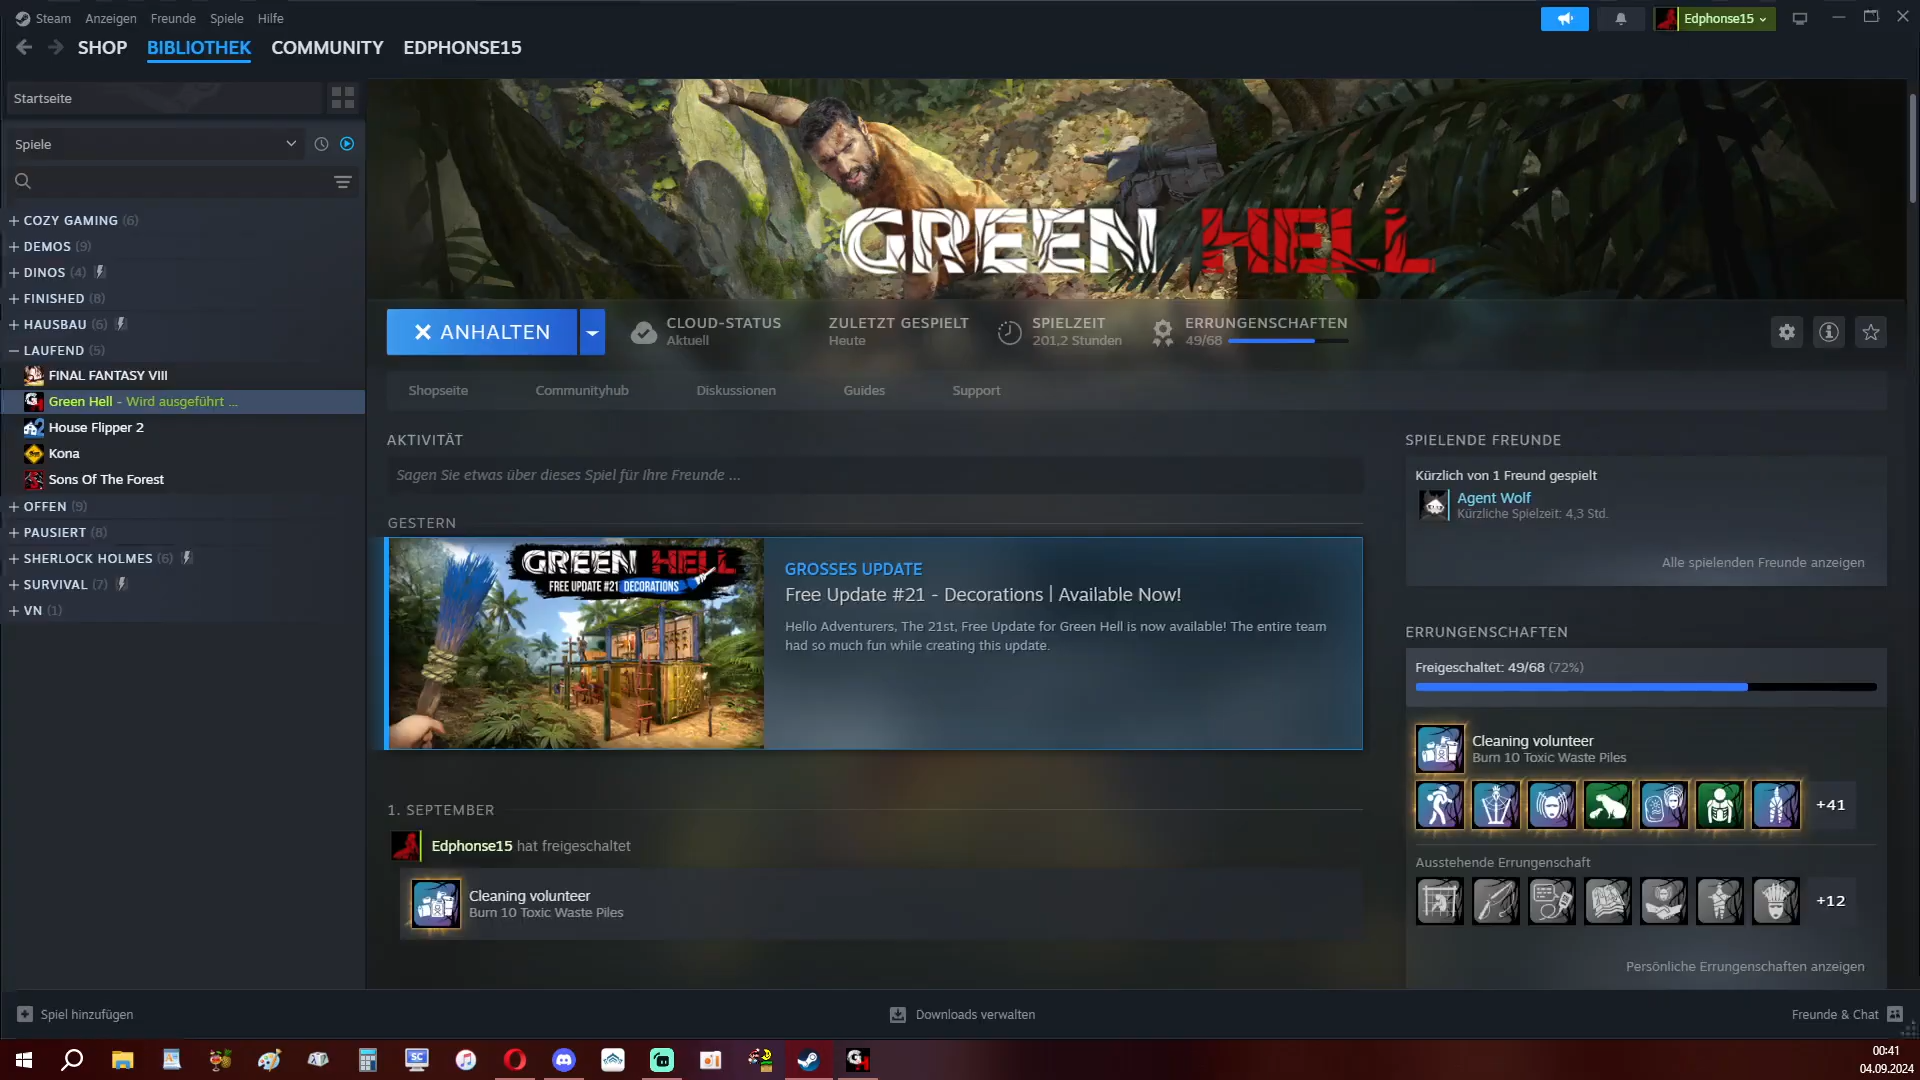 Steam Anzeigen Freunde Spiele Hilfe
Edphonse15
SHOP BIBLIOTHEK COMMUNITY EDPHONSE15
Startseite
Spiele
COZY GAMING (6)
DEMOS (9)
DINOS (4)
FINISHED (8)
HAUSBAU (6)
LAUFEND (5)
FINAL FANTASY VIII
Green Hell - Wird ausgeführt ...
House Flipper 2
Kona
Sons Of The Forest
OFFEN (9)
PAUSIERT (8)
SHERLOCK HOLMES (6)
SURVIVAL (7)
VN (1)
GREEN HELL
ANHALTEN
CLOUD-STATUS
Aktuell
ZULETZT GESPIELT
Heute
SPIELZEIT
201,2 Stunden
ERRUNGENSCHAFTEN
49/68
Shopseite Communityhub Diskussionen Guides Support
AKTIVITÄT
Sagen Sie etwas über dieses Spiel für Ihre Freunde ...
GESTERN
GREEN HELL
FREE UPDATE #21 DECORATIONS
GROSSES UPDATE
Free Update #21 - Decorations | Available Now!
Hello Adventurers, The 21st, Free Update for Green Hell is now available! The entire team
had so much fun while creating this update.
1. SEPTEMBER
Edphonse15 hat freigeschaltet
Cleaning volunteer
Burn 10 Toxic Waste Piles
SPIELENDE FREUNDE
Kürzlich von 1 Freund gespielt
Agent Wolf
Kürzliche Spielzeit: 4,3 Std.
Alle spielenden Freunde anzeigen
ERRUNGENSCHAFTEN
Freigeschaltet: 49/68 (72%)
Cleaning volunteer
Burn 10 Toxic Waste Piles
+41
Ausstehende Errungenschaft
+12
Persönliche Errungenschaften anzeigen
Spiel hinzufügen
Downloads verwalten
Freunde & Chat
SC
00:41
04.09.2024